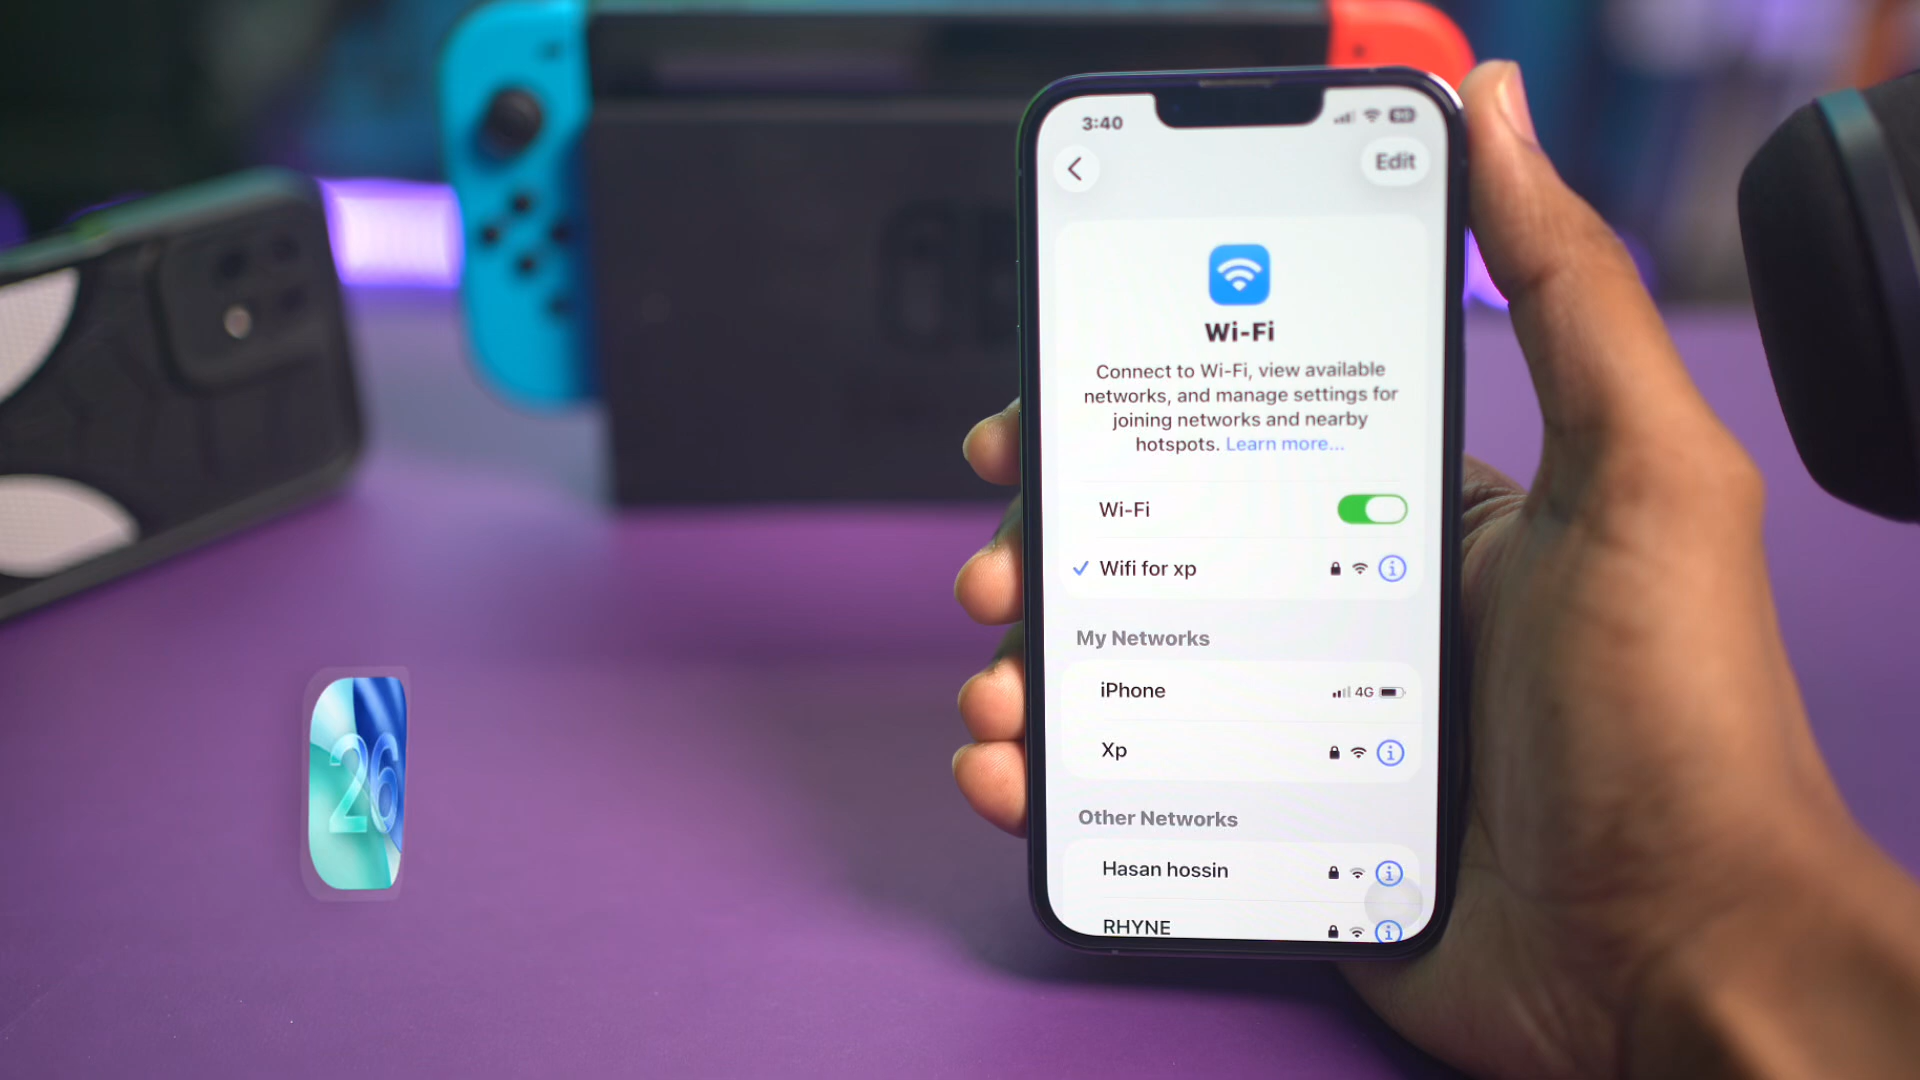 3:40
90
Edit
Wi-Fi
Connect to Wi-Fi, view available
networks, and manage settings for
joining networks and nearby
hotspots. Learn more...
Wi-Fi
Wifi for xp
My Networks
iPhone
4G
Xp
Other Networks
Hasan hossin
RHYNE
26